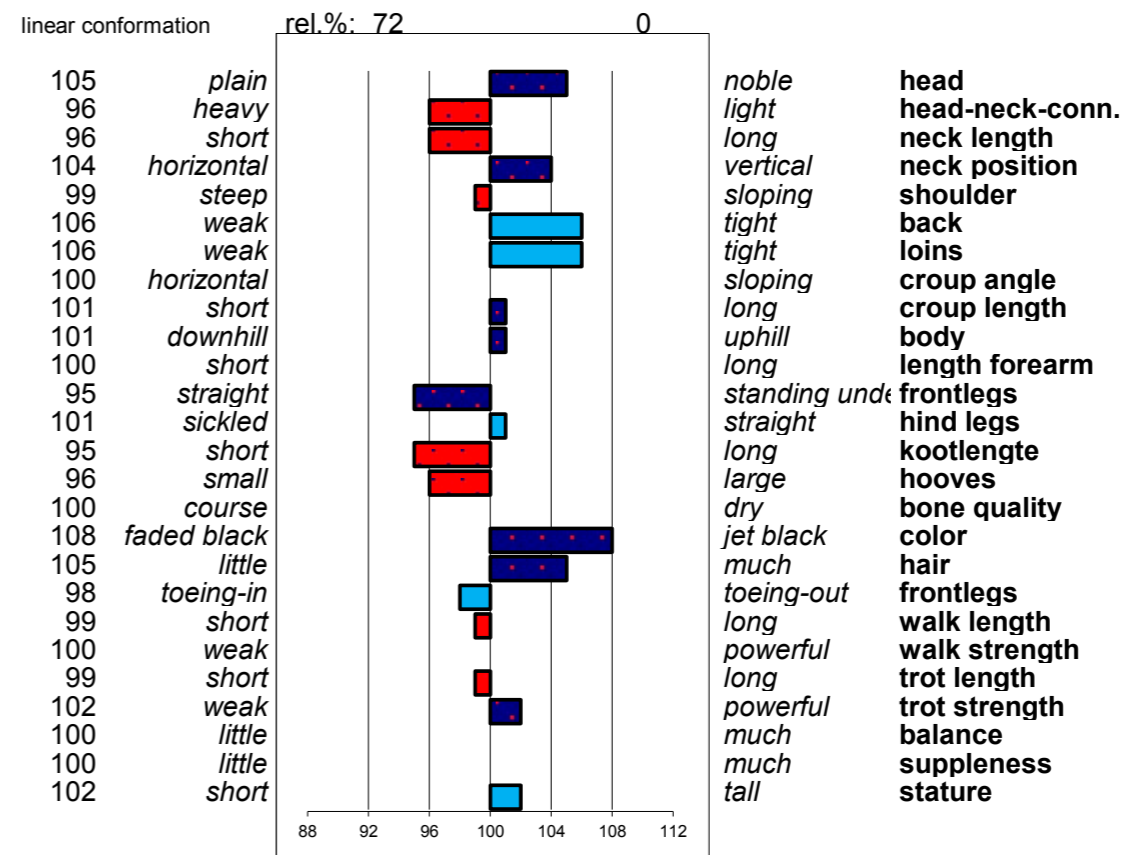 linear conformation rel.%: 72 0
105 plain noble head
96 heavy light head-neck-conn.
96 short long neck length
104 horizontal vertical neck position
99 steep sloping shoulder
106 weak tight back
106 weak tight loins
100 horizontal sloping croup angle
101 short long croup length
101 downhill uphill body
100 short long length forearm
95 straight standing unde frontlegs
101 sickled straight hind legs
95 short long kootlengte
96 small large hooves
100 course dry bone quality
108 faded black jet black color
105 little much hair
98 toeing-in toeing-out frontlegs
99 short long walk length
100 weak powerful walk strength
99 short long trot length
102 weak powerful trot strength
100 little much balance
100 little much suppleness
102 short tall stature
88 92 96 100 104 108 112